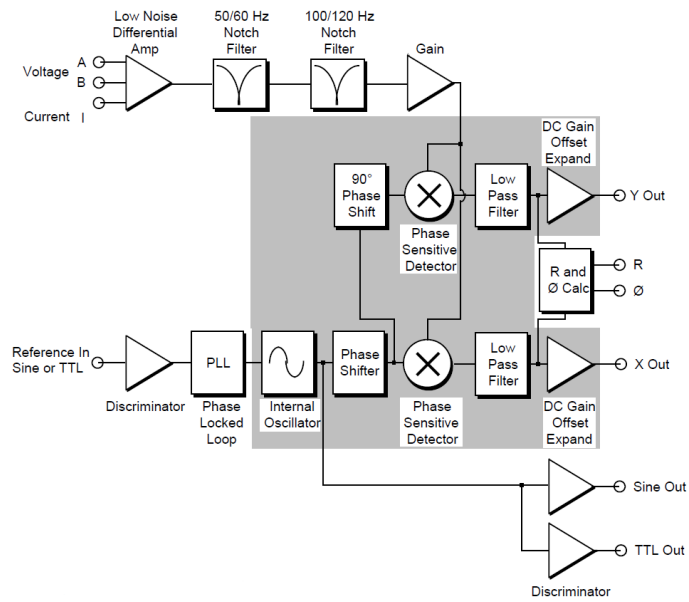 Low Noise
Differential
Amp
50/60 Hz
Notch
Filter
100/120 Hz
Notch
Filter
Gain
Voltage
A
B
Current
I
DC Gain
Offset
Expand
90°
Phase
Shift
Low
Pass
Filter
Y Out
Phase
Sensitive
Detector
R and
Ø Calc
R
Ø
Reference In
Sine or TTL
PLL
Phase
Shifter
Low
Pass
Filter
X Out
Discriminator
Phase
Locked
Loop
Internal
Oscillator
Phase
Sensitive
Detector
DC Gain
Offset
Expand
Sine Out
TTL Out
Discriminator